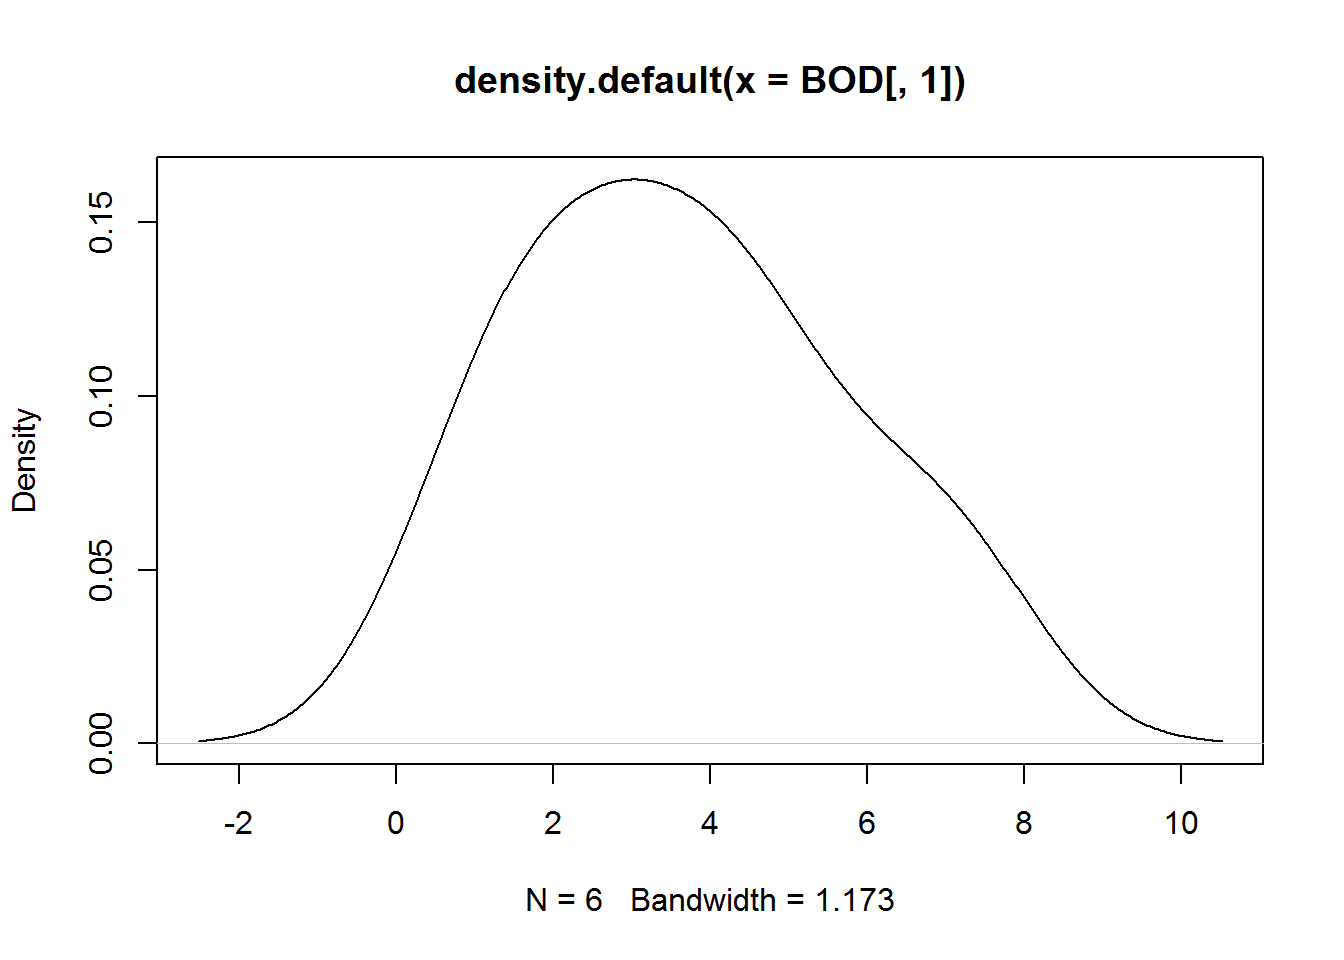 density.default(x = BOD[, 1])
Density
0.15
0.10
0.05
0.00
-2 0 2 4 6 8 10
N = 6 Bandwidth = 1.173